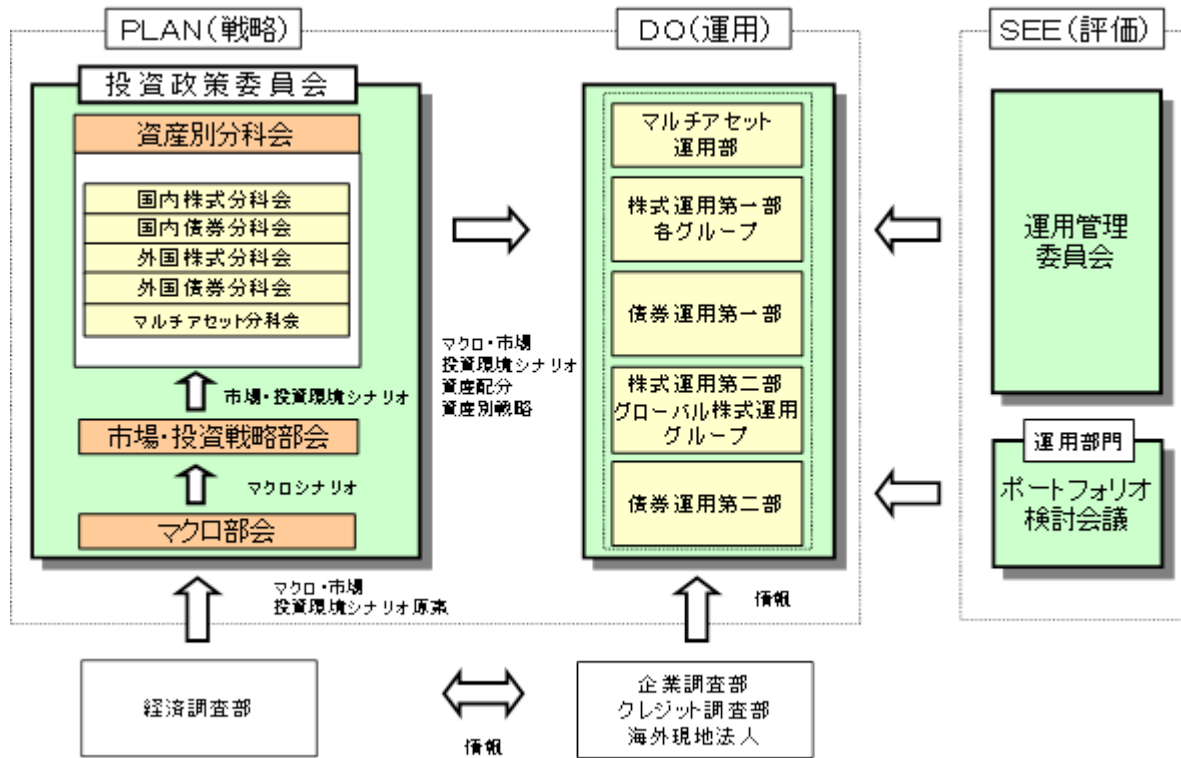 PLAN(戦略)
投資政策委員会
資産別分科会
国内株式分科会
国内債券分科会
外国株式分科会
外国債券分科会
マルチアセット分科会
市場・投資環境シナリオ
市場・投資戦略部会
マクロシナリオ
マクロ部会
マクロ・市場
投資環境シナリオ原案
経済調査部
マクロ・市場
投資環境シナリオ
資産配分
資産別戦略
DO(運用)
マルチアセット
運用部
株式運用第一部
各グループ
債券運用第一部
株式運用第二部
グローバル株式運用
グループ
債券運用第二部
情報
企業調査部
クレジット調査部
海外現地法人
情報
SEE(評価)
運用管理
委員会
運用部門
ポートフォリオ
検討会議